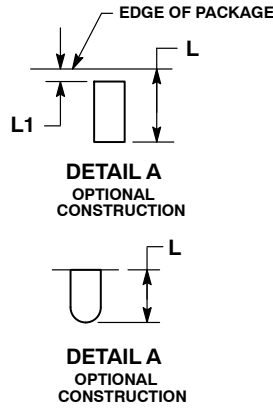 EDGE OF PACKAGE
L
L1
DETAIL A
OPTIONAL
CONSTRUCTION
L
DETAIL A
OPTIONAL
CONSTRUCTION